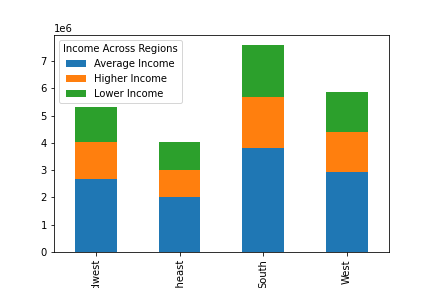 1e6
Income Across Regions
Average Income
Higher Income
Lower Income
7
6
5
4
3
2
1
0
dwest
heast
South
West